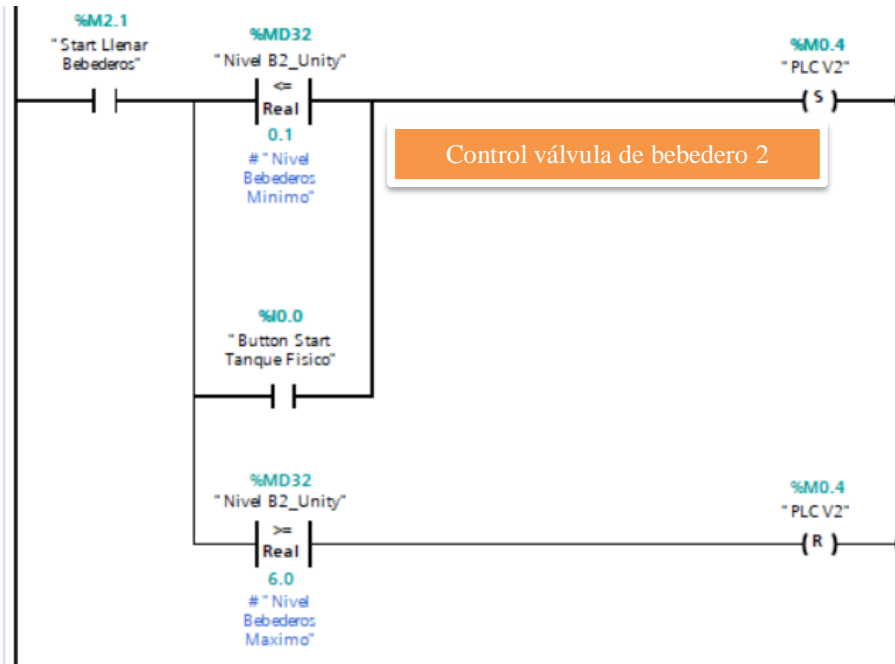 %M2.1
"Start Llenar
Bebederos"
%MD32
"Nivel B2_Unity"
<=
Real
0.1
#"Nivel
Bebederos
Minimo"
%M0.4
"PLC V2"
S
Control válvula de bebedero 2
%I0.0
"Button Start
Tanque Fisico"
%MD32
"Nivel B2_Unity"
>=
Real
6.0
#"Nivel
Bebederos
Maximo"
%M0.4
"PLC V2"
R